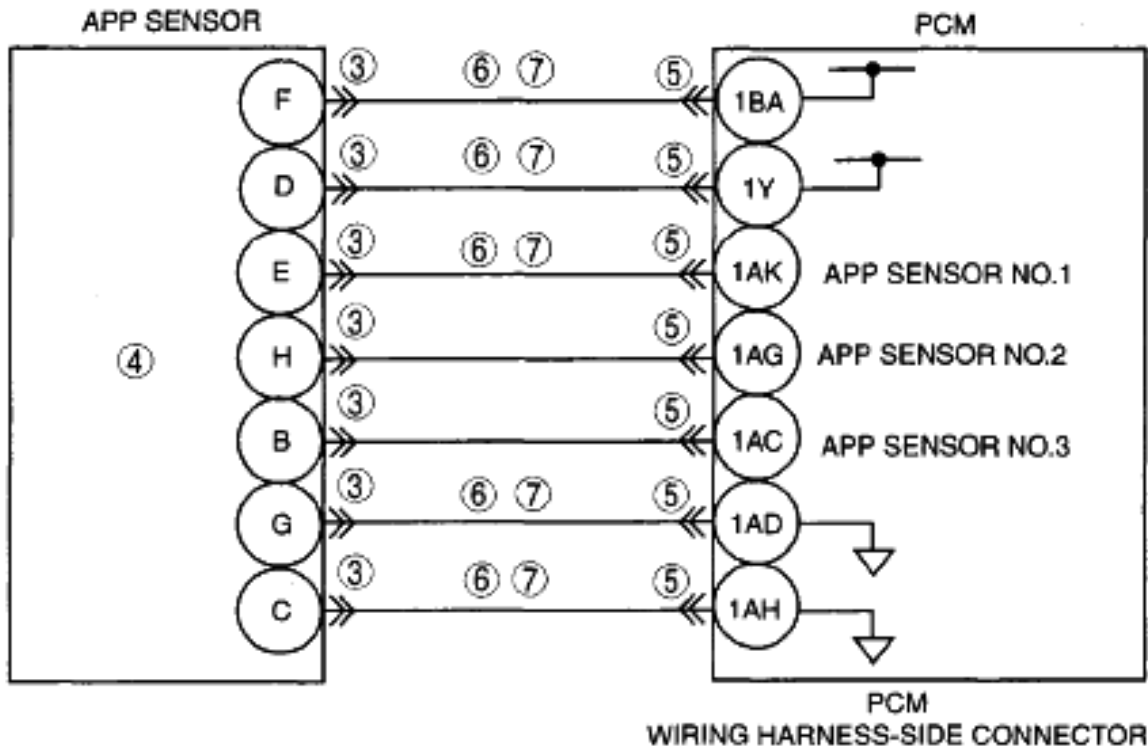 APP SENSOR PCM
③ ⑥ ⑦ ⑤
F 1BA
③ ⑥ ⑦ ⑤
D 1Y
③ ⑥ ⑦ ⑤
E 1AK APP SENSOR NO.1
③ ⑤
④ H 1AG APP SENSOR NO.2
③ ⑤
B 1AC APP SENSOR NO.3
③ ⑥ ⑦ ⑤
G 1AD
③ ⑥ ⑦ ⑤
C 1AH
PCM
WIRING HARNESS-SIDE CONNECTOR